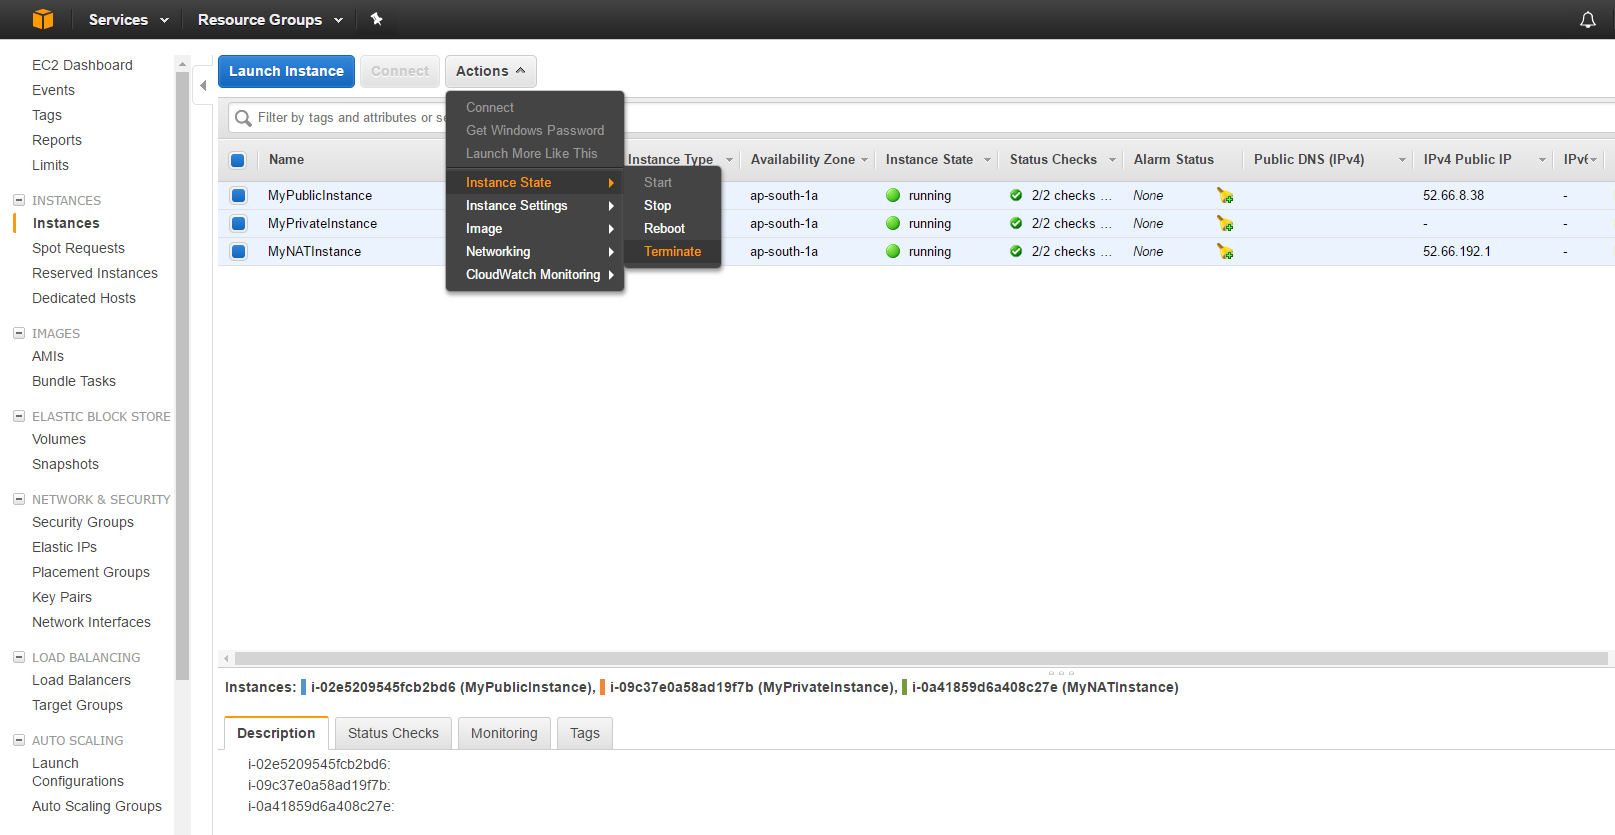 Services Resource Groups
EC2 Dashboard
Events
Tags
Reports
Limits
INSTANCES
Instances
Spot Requests
Reserved Instances
Dedicated Hosts
IMAGES
AMIs
Bundle Tasks
ELASTIC BLOCK STORE
Volumes
Snapshots
NETWORK & SECURITY
Security Groups
Elastic IPs
Placement Groups
Key Pairs
Network Interfaces
LOAD BALANCING
Load Balancers
Target Groups
AUTO SCALING
Launch
Configurations
Auto Scaling Groups
Launch Instance Connect Actions
Filter by tags and attributes or se
Connect
Get Windows Password
Launch More Like This
Instance State
Instance Settings
Image
Networking
CloudWatch Monitoring
Start
Stop
Reboot
Terminate
Name Instance Type Availability Zone Instance State Status Checks Alarm Status Public DNS (IPv4) IPv4 Public IP IPv6
MyPublicInstance ap-south-1a running 2/2 checks ... None 52.66.8.38 -
MyPrivateInstance ap-south-1a running 2/2 checks ... None - -
MyNATInstance ap-south-1a running 2/2 checks ... None 52.66.192.1 -
Instances: i-02e5209545fcb2bd6 (MyPublicInstance), i-09c37e0a58ad19f7b (MyPrivateInstance), i-0a41859d6a408c27e (MyNATInstance)
Description Status Checks Monitoring Tags
i-02e5209545fcb2bd6:
i-09c37e0a58ad19f7b:
i-0a41859d6a408c27e: